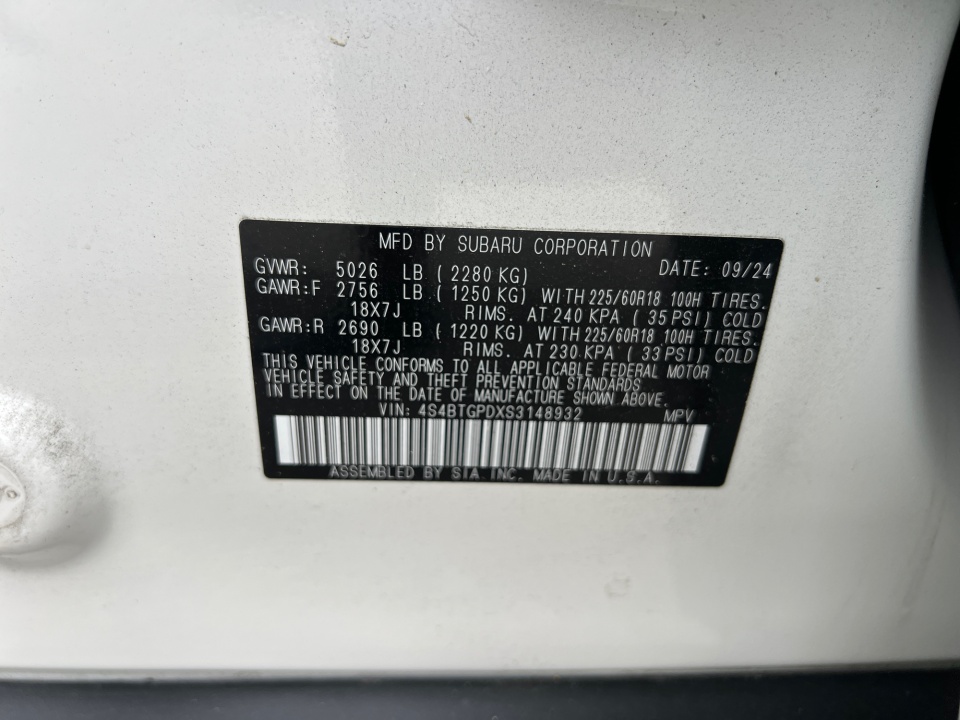 MFD BY SUBARU CORPORATION
GVWR: 5026 LB ( 2280 KG) DATE: 09/24
GAWR:F 2756 LB ( 1250 KG) WITH 225/60R18 100H TIRES.
18X7J RIMS. AT 240 KPA ( 35 PSI) COLD
GAWR:R 2690 LB ( 1220 KG) WITH 225/60R18 100H TIRES.
18X7J RIMS. AT 230 KPA ( 33 PSI) COLD
THIS VEHICLE CONFORMS TO ALL APPLICABLE FEDERAL MOTOR
VEHICLE SAFETY AND THEFT PREVENTION STANDARDS
IN EFFECT ON THE DATE OF MANUFACTURE SHOWN ABOVE.
VIN: 4S4BTGPDXS3148932 MPV
ASSEMBLED BY SIA INC. MADE IN U.S.A.